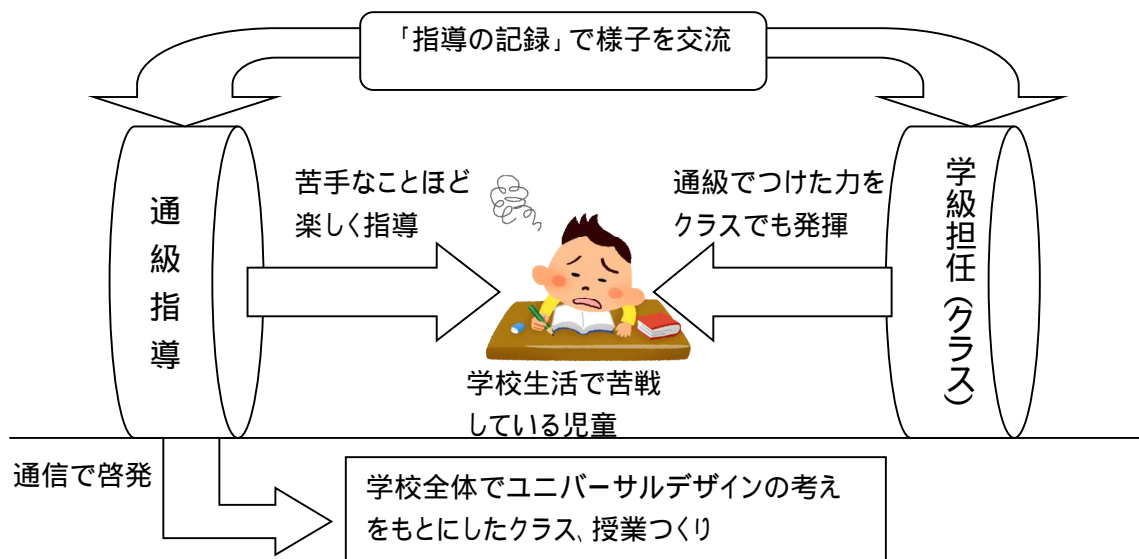 「指導の記録」で様子を交流
通級指導
苦手なことほど
楽しく指導
通級でつけた力を
クラスでも発揮
学級担任(クラス)
学校生活で苦戦
している児童
通信で啓発
学校全体でユニバーサルデザインの考え
をもとにしたクラス、授業つくり